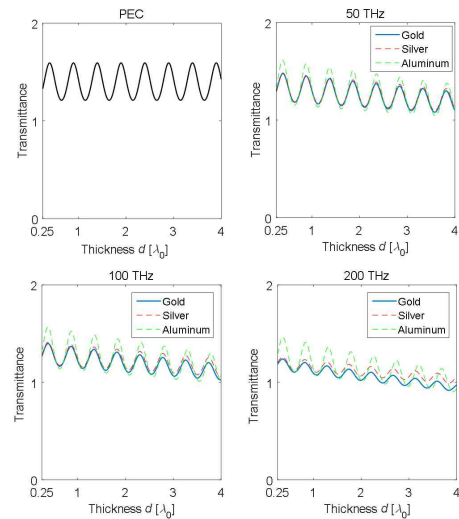 PEC
2
1
0
0.25 1 2 3 4
Transmittance
Thickness d [λ0]
50 THz
Gold
Silver
Aluminum
2
1
0
0.25 1 2 3 4
Transmittance
Thickness d [λ0]
100 THz
Gold
Silver
Aluminum
2
1
0
0.25 1 2 3 4
Transmittance
Thickness d [λ0]
200 THz
Gold
Silver
Aluminum
2
1
0
0.25 1 2 3 4
Transmittance
Thickness d [λ0]